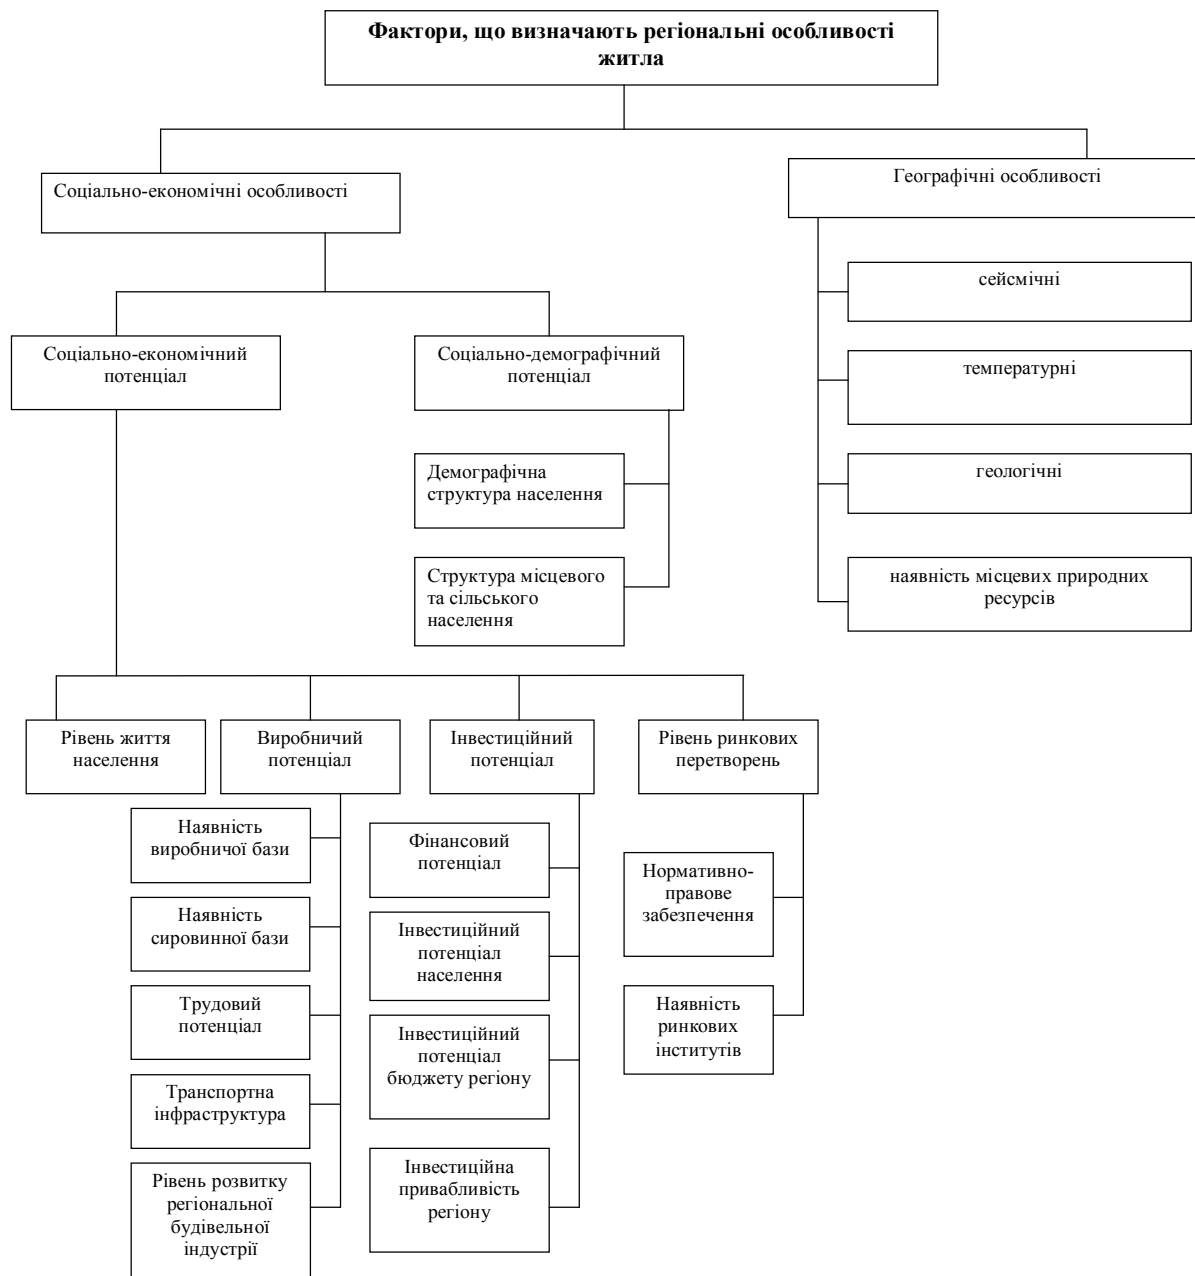 Фактори, що визначають регіональні особливості
житла
Соціально-економічні особливості
Географічні особливості
сейсмічні
температурні
геологічні
наявність місцевих природних
ресурсів
Соціально-економічний
потенціал
Соціально-демографічний
потенціал
Демографічна
структура населення
Структура місцевого
та сільського
населення
Рівень життя
населення
Виробничий
потенціал
Інвестиційний
потенціал
Рівень ринкових
перетворень
Наявність
виробничої бази
Наявність
сировинної бази
Трудовий
потенціал
Транспортна
інфраструктура
Рівень розвитку
регіональної
будівельної
індустрії
Фінансовий
потенціал
Інвестиційний
потенціал
населення
Інвестиційний
потенціал
бюджету регіону
Інвестиційна
привабливість
регіону
Нормативно-
правове
забезпечення
Наявність
ринкових
інститутів